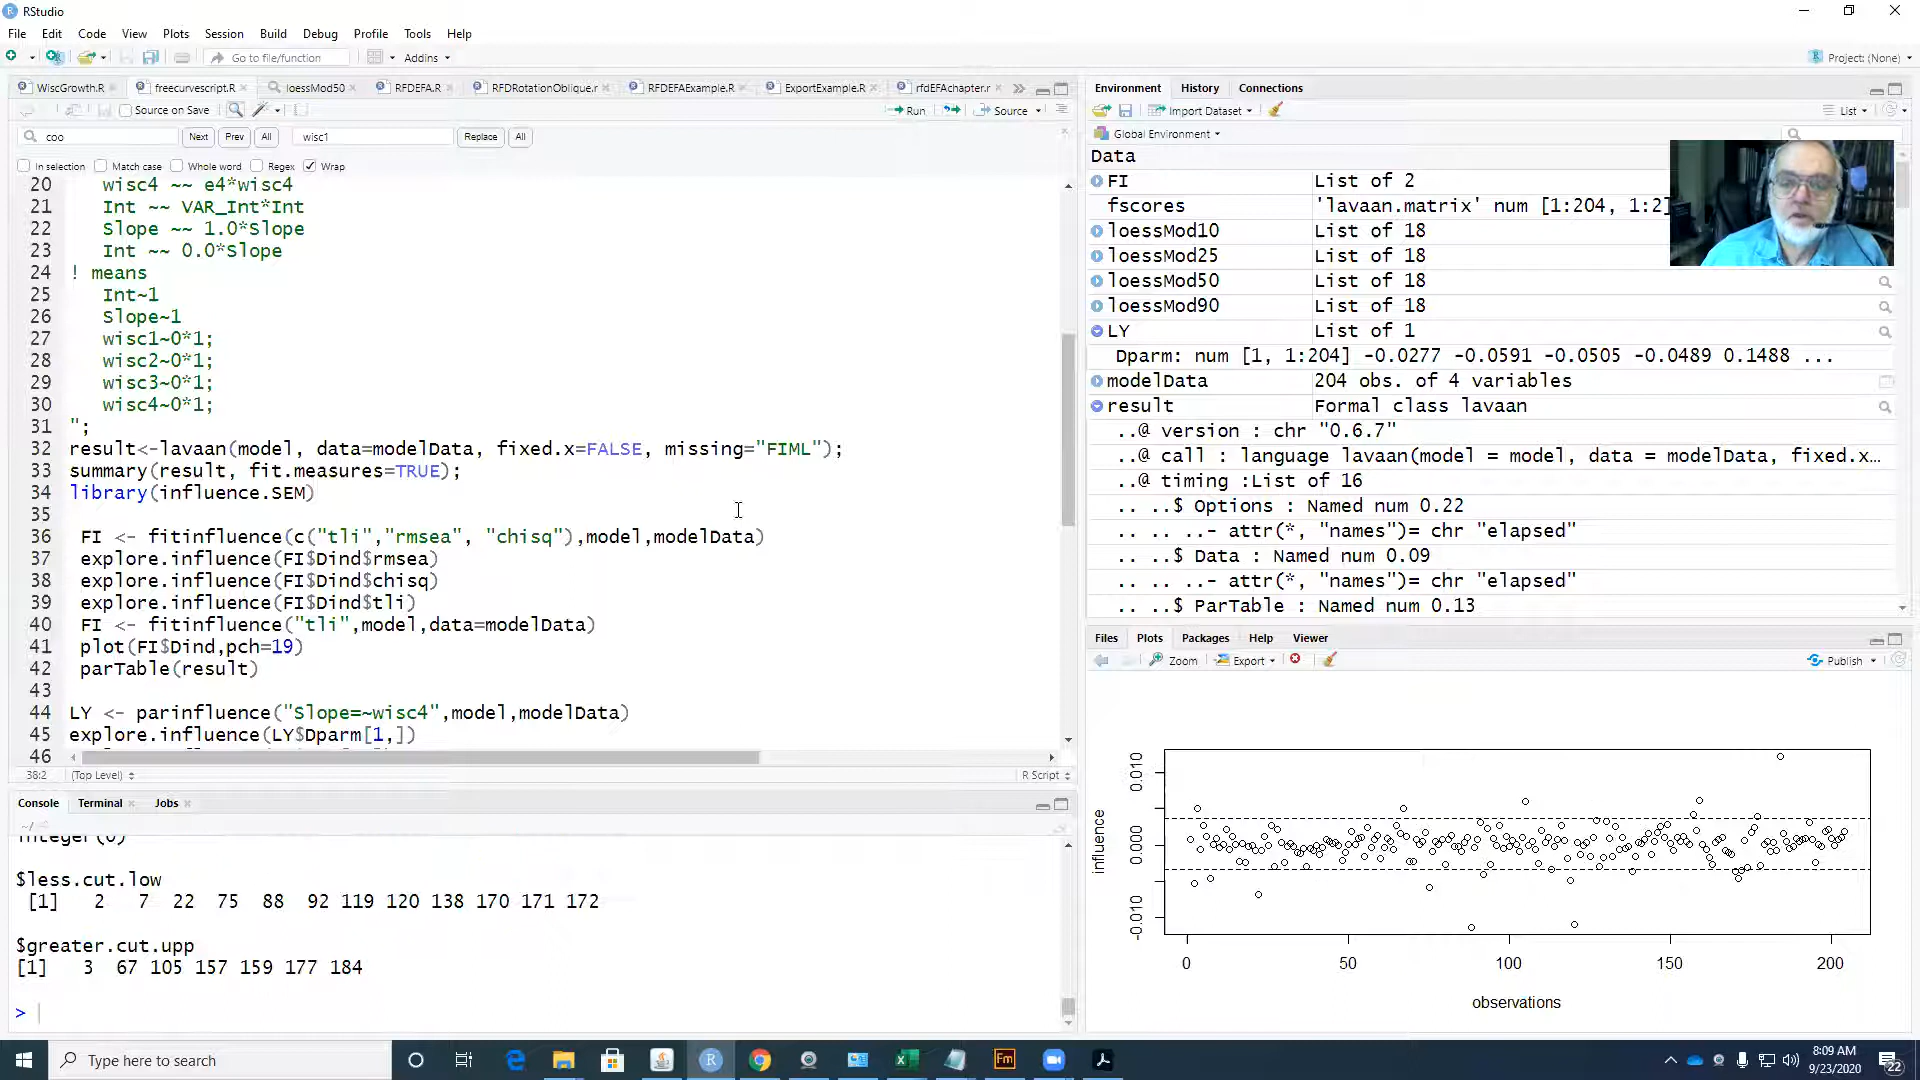 RStudio
File Edit Code View Plots Session Build Debug Profile Tools Help
Go to file/function Addins Project: (None)
WiscGrowth.R freecurvescript.R loessMod50 RFDEFA.R RFDRotationOblique.r RFDEFAExample.R ExportExample.R rfdEFAchapter.r
Source on Save Run Source
coo Next Prev All wisc1 Replace All
In selection Match case Whole word Regex Wrap
20 wisc4 ~~ e4*wisc4
21 Int ~~ VAR_Int*Int
22 Slope ~~ 1.0*Slope
23 Int ~~ 0.0*Slope
24 ! means
25 Int~1
26 Slope~1
27 wisc1~0*1;
28 wisc2~0*1;
29 wisc3~0*1;
30 wisc4~0*1;
31 ";
32 result<-lavaan(model, data=modelData, fixed.x=FALSE, missing="FIML");
33 summary(result, fit.measures=TRUE);
34 library(influence.SEM)
35
36 FI <- fitinfluence(c("tli","rmsea", "chisq"),model,modelData)
37 explore.influence(FI$Dind$rmsea)
38 explore.influence(FI$Dind$chisq)
39 explore.influence(FI$Dind$tli)
40 FI <- fitinfluence("tli",model,data=modelData)
41 plot(FI$Dind,pch=19)
42 parTable(result)
43
44 LY <- parinfluence("Slope=~wisc4",model,modelData)
45 explore.influence(LY$Dparm[1,])
46
38:2 (Top Level) R Script
Console Terminal Jobs
~/
integer(0)
$less.cut.low
[1] 2 7 22 75 88 92 119 120 138 170 171 172
$greater.cut.upp
[1] 3 67 105 157 159 177 184
>
Environment History Connections
Import Dataset List
Global Environment
Data
FI List of 2
fscores 'lavaan.matrix' num [1:204, 1:2]
loessMod10 List of 18
loessMod25 List of 18
loessMod50 List of 18
loessMod90 List of 18
LY List of 1
Dparm: num [1, 1:204] -0.0277 -0.0591 -0.0505 -0.0489 0.1488 ...
modelData 204 obs. of 4 variables
result Formal class lavaan
..@ version : chr "0.6.7"
..@ call : language lavaan(model = model, data = modelData, fixed.x…
..@ timing :List of 16
.. ..$ Options : Named num 0.22
.. .. ..- attr(*, "names")= chr "elapsed"
.. ..$ Data : Named num 0.09
.. .. ..- attr(*, "names")= chr "elapsed"
.. ..$ ParTable : Named num 0.13
Files Plots Packages Help Viewer
Zoom Export Publish
influence
0.010
0.000
-0.010
0 50 100 150 200
observations
Type here to search
Fm
8:09 AM
9/23/2020
22